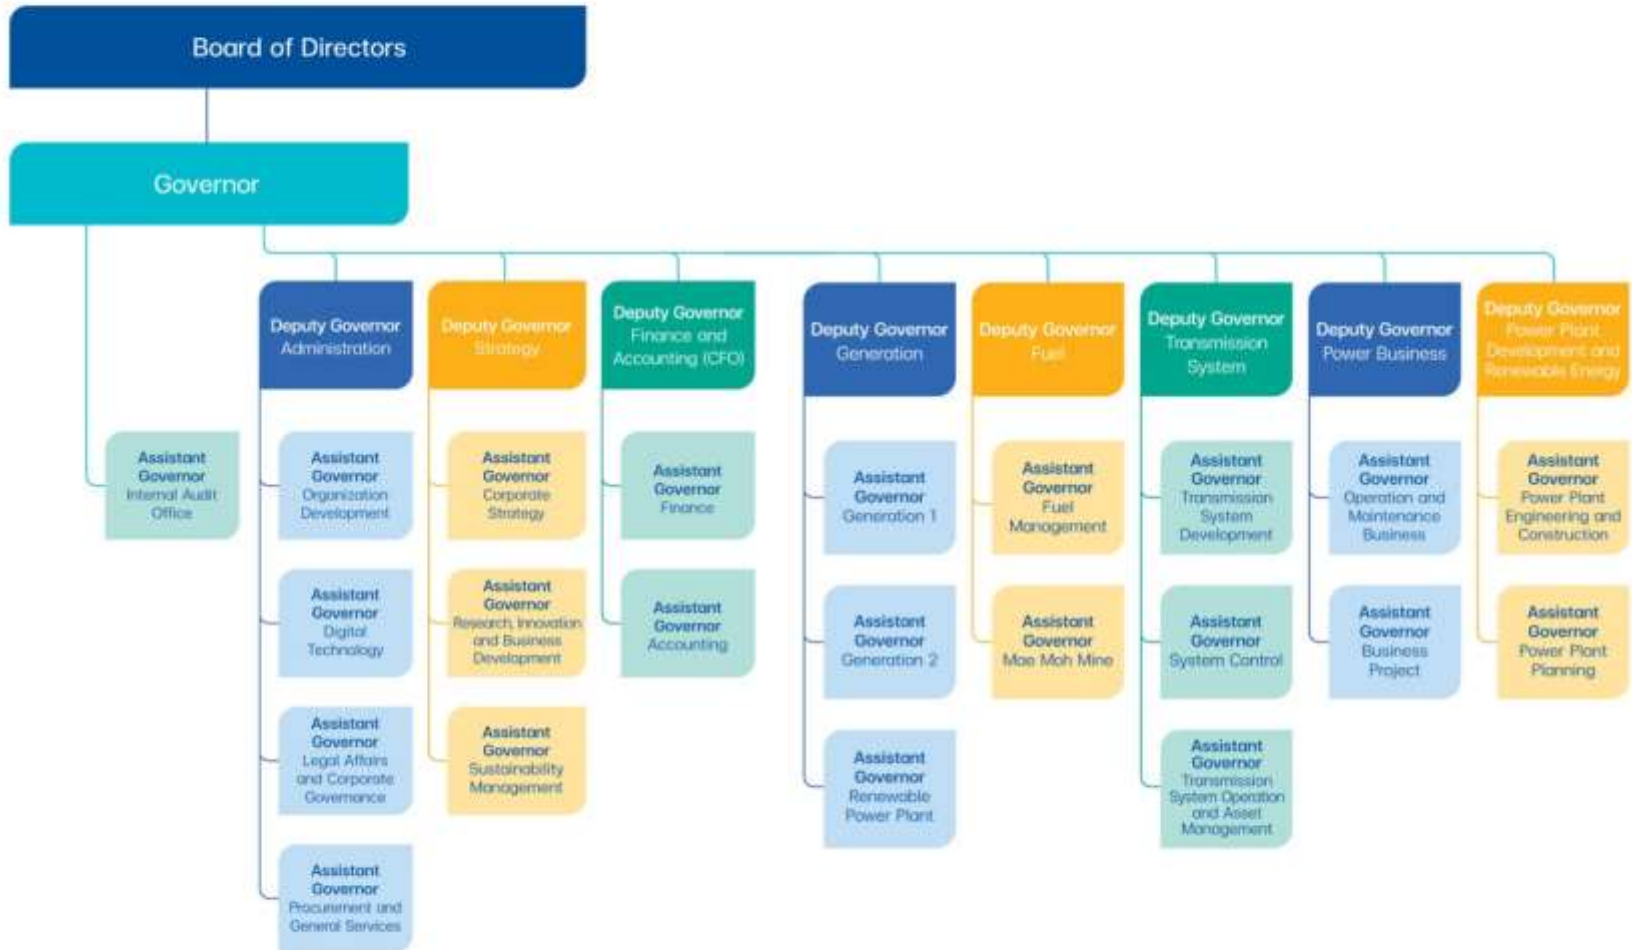 Board of Directors
Governor
Deputy Governor
Administration
Deputy Governor
Strategy
Deputy Governor
Finance and
Accounting (CFO)
Deputy Governor
Generation
Deputy Governor
Fuel
Deputy Governor
Transmission
System
Deputy Governor
Power Business
Deputy Governor
Power Plant
Development and
Renewable Energy
Assistant
Governor
Internal Audit
Office
Assistant
Governor
Organization
Development
Assistant
Governor
Digital
Technology
Assistant
Governor
Legal Affairs
and Corporate
Governance
Assistant
Governor
Procurement and
General Services
Assistant
Governor
Corporate
Strategy
Assistant
Governor
Research, Innovation
and Business
Development
Assistant
Governor
Sustainability
Management
Assistant
Governor
Finance
Assistant
Governor
Accounting
Assistant
Governor
Generation 1
Assistant
Governor
Generation 2
Assistant
Governor
Renewable
Power Plant
Assistant
Governor
Fuel
Management
Assistant
Governor
Mae Moh Mine
Assistant
Governor
Transmission
System
Development
Assistant
Governor
System Control
Assistant
Governor
Transmission
System Operation
and Asset
Management
Assistant
Governor
Operation and
Maintenance
Business
Assistant
Governor
Business
Project
Assistant
Governor
Power Plant
Engineering and
Construction
Assistant
Governor
Power Plant
Planning